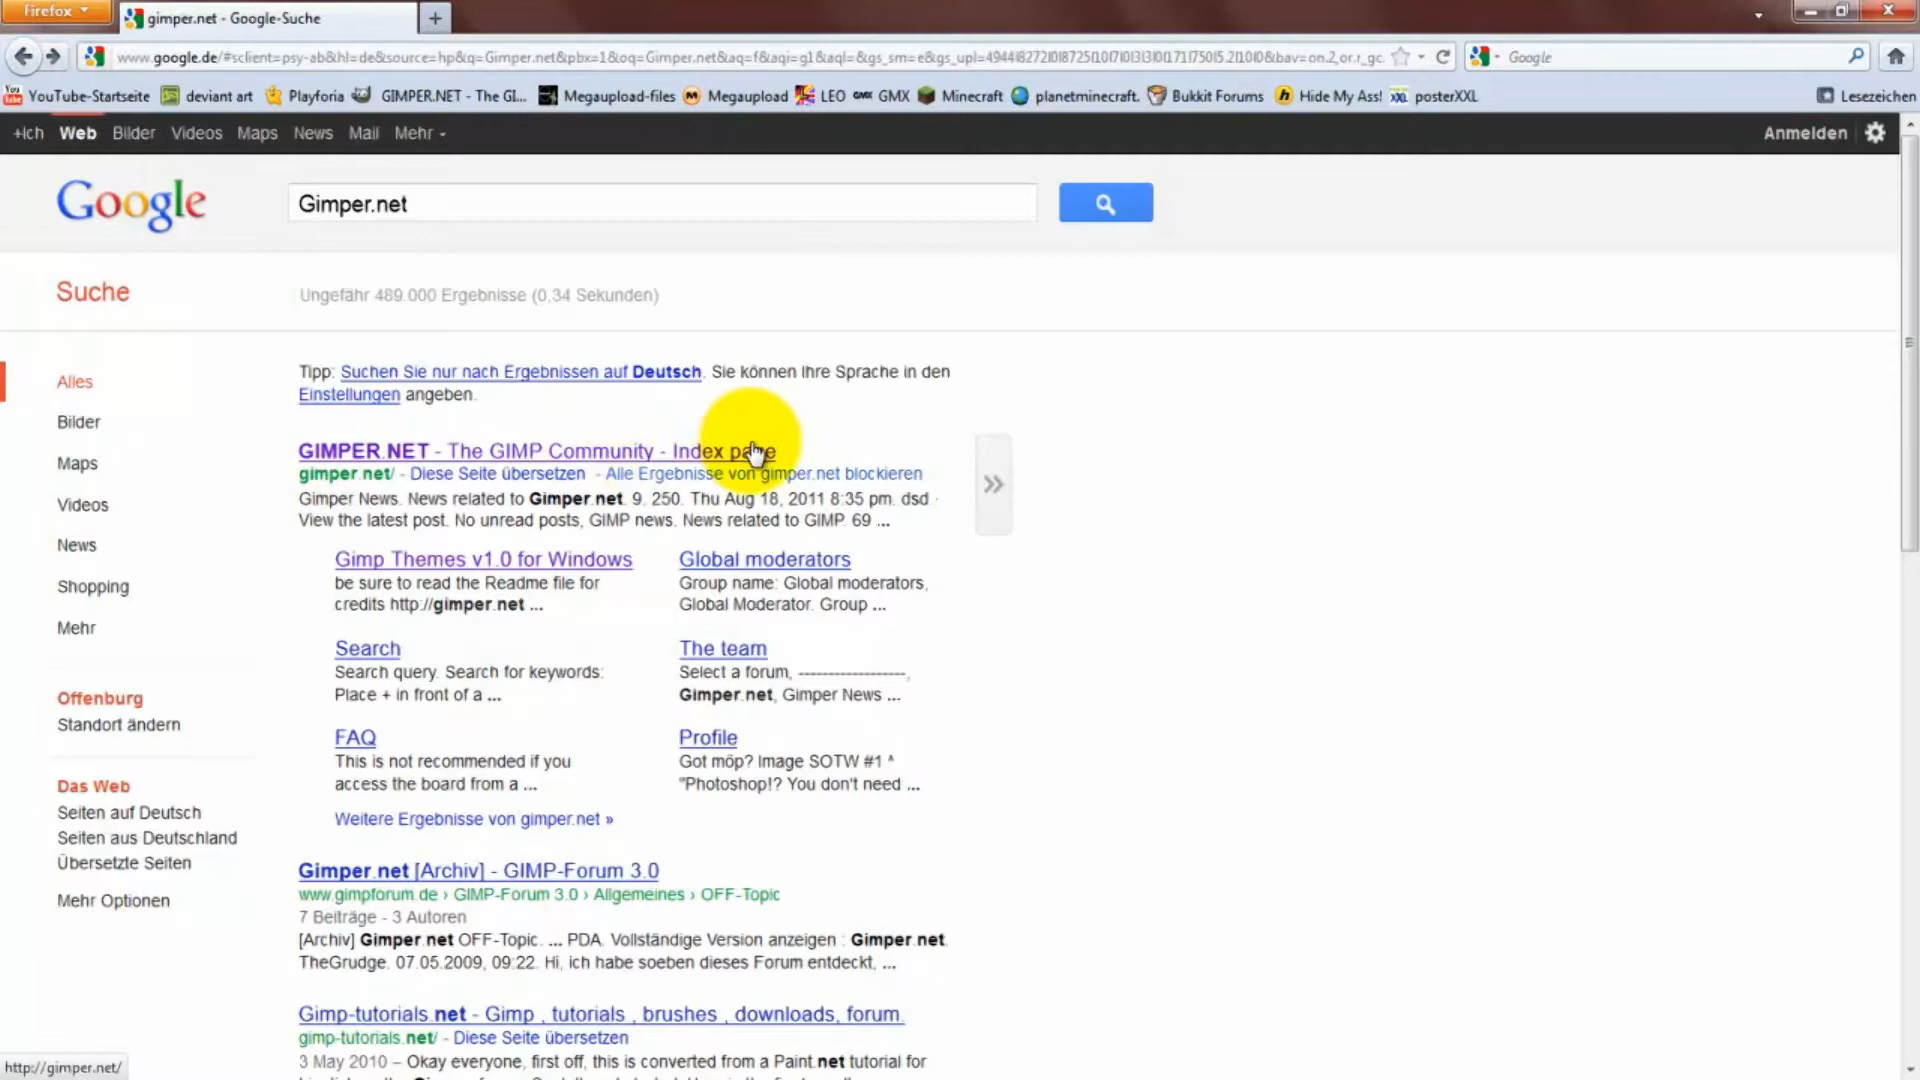 Firefox
gimper.net - Google-Suche
www.google.de/#sclient=psy-ab&hl=de&source=hp&q=Gimper.net&pbx=1&oq=Gimper.net&aq=f&aqi=g1&aql=&gs_sm=e&gs_upl=
Google
YouTube-Startseite deviant art Playforia GIMPER.NET - The GI... Megaupload-files Megaupload LEO GMX Minecraft planetminecraft. Bukkit Forums Hide My Ass! posterXXL Lesezeichen
+Ich Web Bilder Videos Maps News Mail Mehr Anmelden
Google
Gimper.net
Suche
Ungefähr 489.000 Ergebnisse (0,34 Sekunden)
Alles
Bilder
Maps
Videos
News
Shopping
Mehr
Offenburg
Standort ändern
Das Web
Seiten auf Deutsch
Seiten aus Deutschland
Übersetzte Seiten
Mehr Optionen
Tipp: Suchen Sie nur nach Ergebnissen auf Deutsch. Sie können Ihre Sprache in den
Einstellungen angeben.
GIMPER.NET - The GIMP Community - Index page
gimper.net/ - Diese Seite übersetzen - Alle Ergebnisse von gimper.net blockieren
Gimper News. News related to Gimper.net. 9. 250. Thu Aug 18, 2011 8:35 pm. dsd ·
View the latest post. No unread posts, GIMP news. News related to GIMP. 69 ...
Gimp Themes v1.0 for Windows
be sure to read the Readme file for
credits http://gimper.net ...
Global moderators
Group name: Global moderators,
Global Moderator. Group ...
Search
Search query. Search for keywords:
Place + in front of a ...
The team
Select a forum, ------------------,
Gimper.net, Gimper News ...
FAQ
This is not recommended if you
access the board from a ...
Profile
Got möp? Image SOTW #1 ^
"Photoshop!? You don't need ...
Weitere Ergebnisse von gimper.net »
Gimper.net [Archiv] - GIMP-Forum 3.0
www.gimpforum.de › GIMP-Forum 3.0 › Allgemeines › OFF-Topic
7 Beiträge - 3 Autoren
[Archiv] Gimper.net OFF-Topic. ... PDA. Vollständige Version anzeigen : Gimper.net.
TheGrudge. 07.05.2009, 09:22. Hi, ich habe soeben dieses Forum entdeckt, ...
Gimp-tutorials.net - Gimp , tutorials , brushes , downloads, forum.
gimp-tutorials.net/ - Diese Seite übersetzen
3 May 2010 – Okay everyone, first off, this is converted from a Paint.net tutorial for
http://gimper.net/